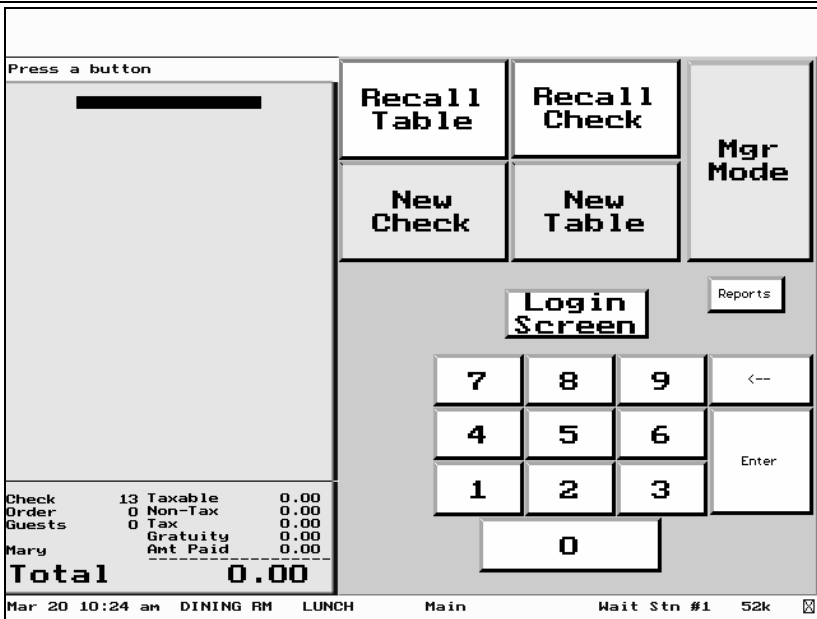 Press a button
Recall
Table
Recall
Check
Mgr
Mode
New
Check
New
Table
Login
Screen
Reports
7 8 9 <--
4 5 6
Enter
1 2 3
0
Check 13 Taxable 0.00
Order 0 Non-Tax 0.00
Guests 0 Tax 0.00
Gratuity 0.00
Mary Amt Paid 0.00
Total 0.00
Mar 20 10:24 am DINING RM LUNCH Main Wait Stn #1 52k